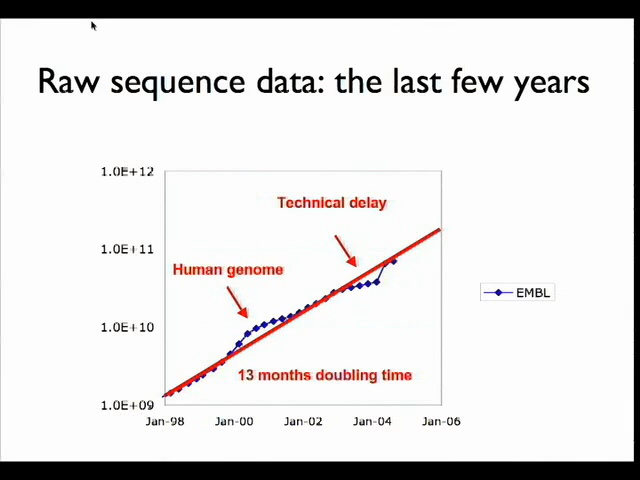 Raw sequence data: the last few years
1.0E+12
Technical delay
1.0E+11
Human genome
EMBL
1.0E+10
13 months doubling time
1.0E+09
Jan-98 Jan-00 Jan-02 Jan-04 Jan-06